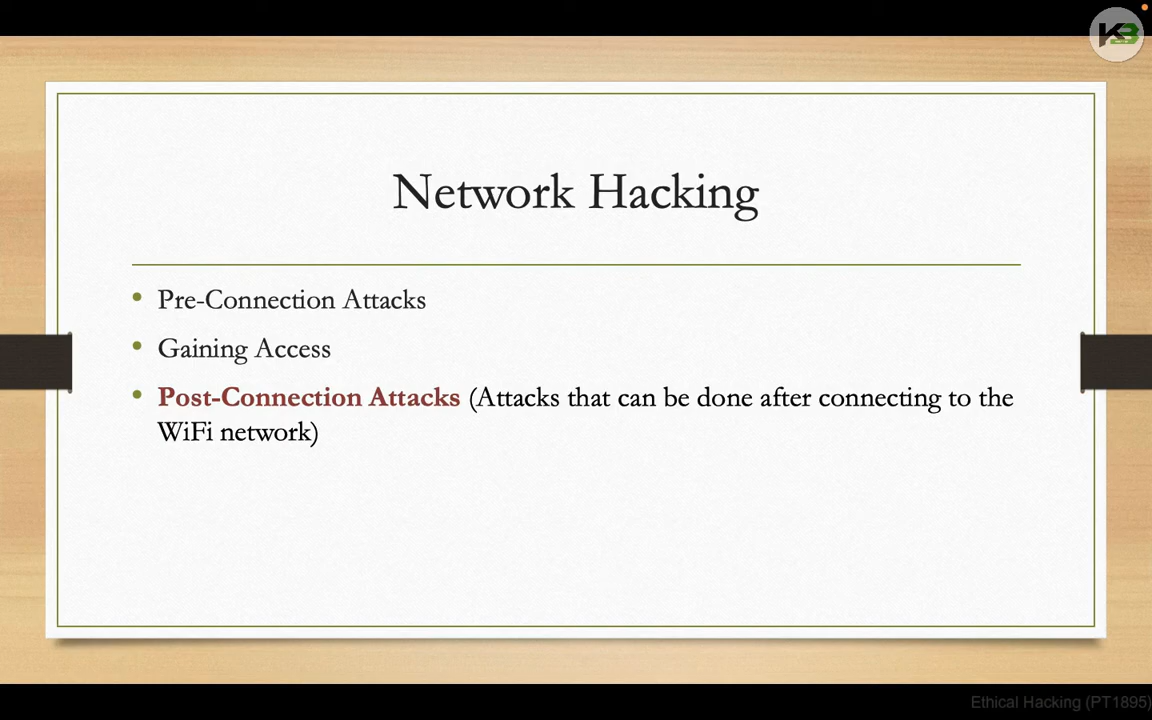 K3
Network Hacking
• Pre-Connection Attacks
• Gaining Access
• Post-Connection Attacks (Attacks that can be done after connecting to the
WiFi network)
Ethical Hacking (PT1895)